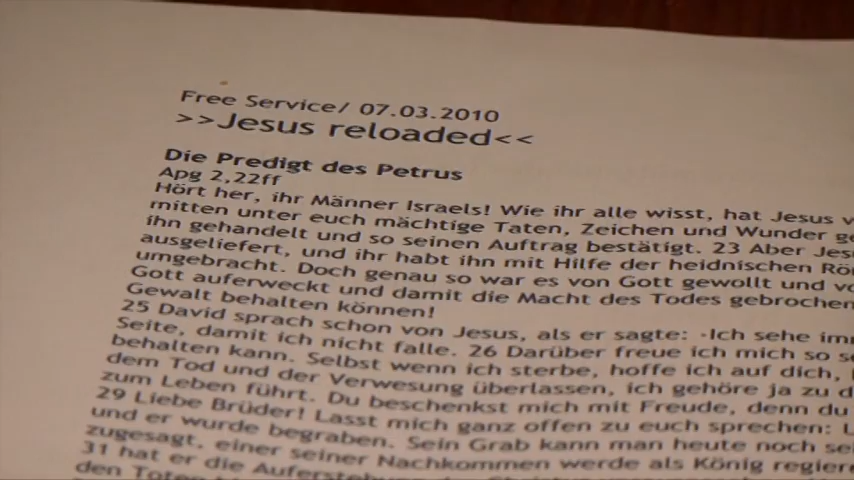 Free Service/ 07.03.2010
>>Jesus reloaded<<
Die Predigt des Petrus
Apg 2,22ff
Hört her, ihr Männer Israels! Wie ihr alle wisst, hat Jesus
mitten unter euch mächtige Taten, Zeichen und Wunder
ihn gehandelt und so seinen Auftrag bestätigt. 23 Aber
ausgeliefert, und ihr habt ihn mit Hilfe der heidnischen
umgebracht. Doch genau so war es von Gott gewollt und
Gott auferweckt und damit die Macht des Todes gebrochen
Gewalt behalten können!
25 David sprach schon von Jesus, als er sagte: ›Ich sehe
Seite, damit ich nicht falle. 26 Darüber freue ich mich so
behalten kann. Selbst wenn ich sterbe, hoffe ich auf dich,
dem Tod und der Verwesung überlassen, ich gehöre ja zu
zum Leben führt. Du beschenkst mich mit Freude, denn du
29 Liebe Brüder! Lasst mich ganz offen zu euch sprechen:
und er wurde begraben. Sein Grab kann man heute noch
zugesagt, einer seiner Nachkommen werde als König
31 hat er die Auferstehung
den Toten